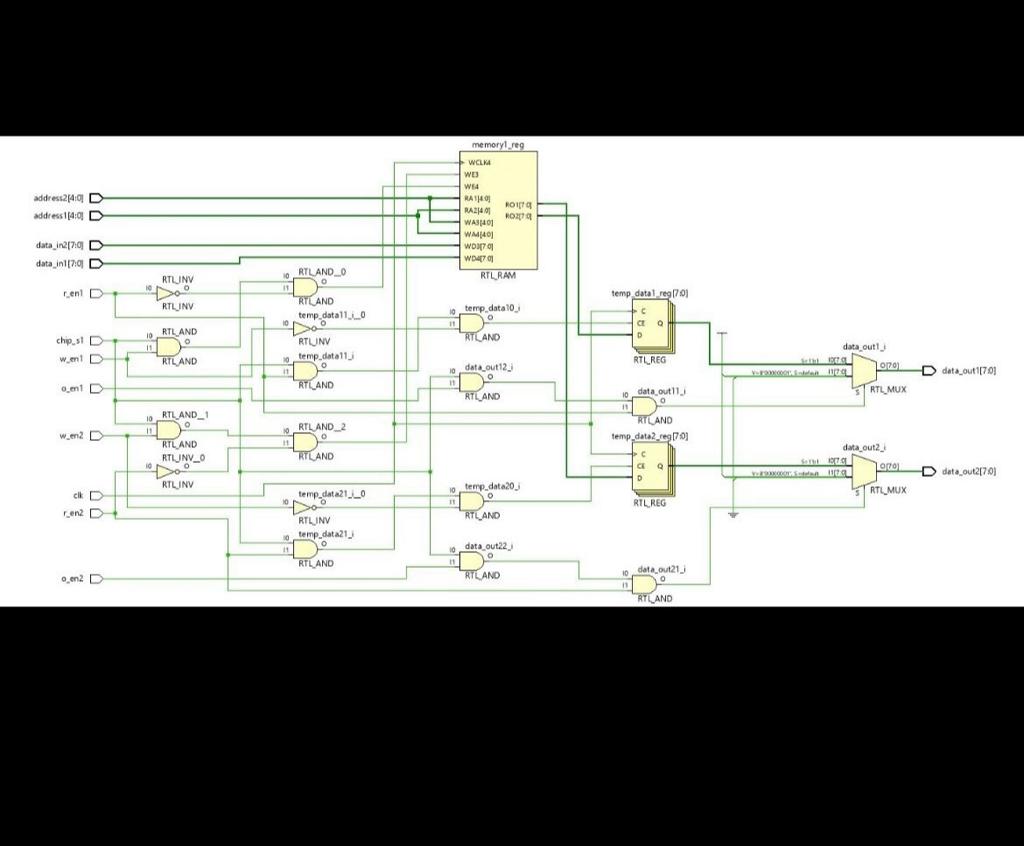 memory1_reg
WCLK4
WE3
WE4
RA1[4:0]
RA2[4:0]
WA3[4:0]
WA4[4:0]
WD3[7:0]
WD4[7:0]
RO1[7:0]
RO2[7:0]
RTL_RAM
address2[4:0]
address1[4:0]
data_in2[7:0]
data_in1[7:0]
r_en1
chip_s1
w_en1
o_en1
w_en2
clk
r_en2
o_en2
RTL_INV
I0
O
RTL_INV
RTL_AND
I0
I1
O
RTL_AND
RTL_AND__1
I0
I1
O
RTL_AND
RTL_INV__0
I0
O
RTL_INV
RTL_AND__0
I0
I1
O
RTL_AND
temp_data11_i__0
I0
O
RTL_INV
temp_data11_i
I0
I1
O
RTL_AND
RTL_AND__2
I0
I1
O
RTL_AND
temp_data21_i__0
I0
O
RTL_INV
temp_data21_i
I0
I1
O
RTL_AND
temp_data10_i
I0
I1
O
RTL_AND
data_out12_i
I0
I1
O
RTL_AND
temp_data20_i
I0
I1
O
RTL_AND
data_out22_i
I0
I1
O
RTL_AND
temp_data1_reg[7:0]
C
CE
D
Q
RTL_REG
data_out11_i
I0
I1
O
RTL_AND
temp_data2_reg[7:0]
C
CE
D
Q
RTL_REG
data_out21_i
I0
I1
O
RTL_AND
data_out1_i
S=1'b1
I0[7:0]
S=default
I1[7:0]
S
O[7:0]
RTL_MUX
data_out1[7:0]
data_out2_i
S=1'b1
I0[7:0]
S=default
I1[7:0]
S
O[7:0]
RTL_MUX
data_out2[7:0]